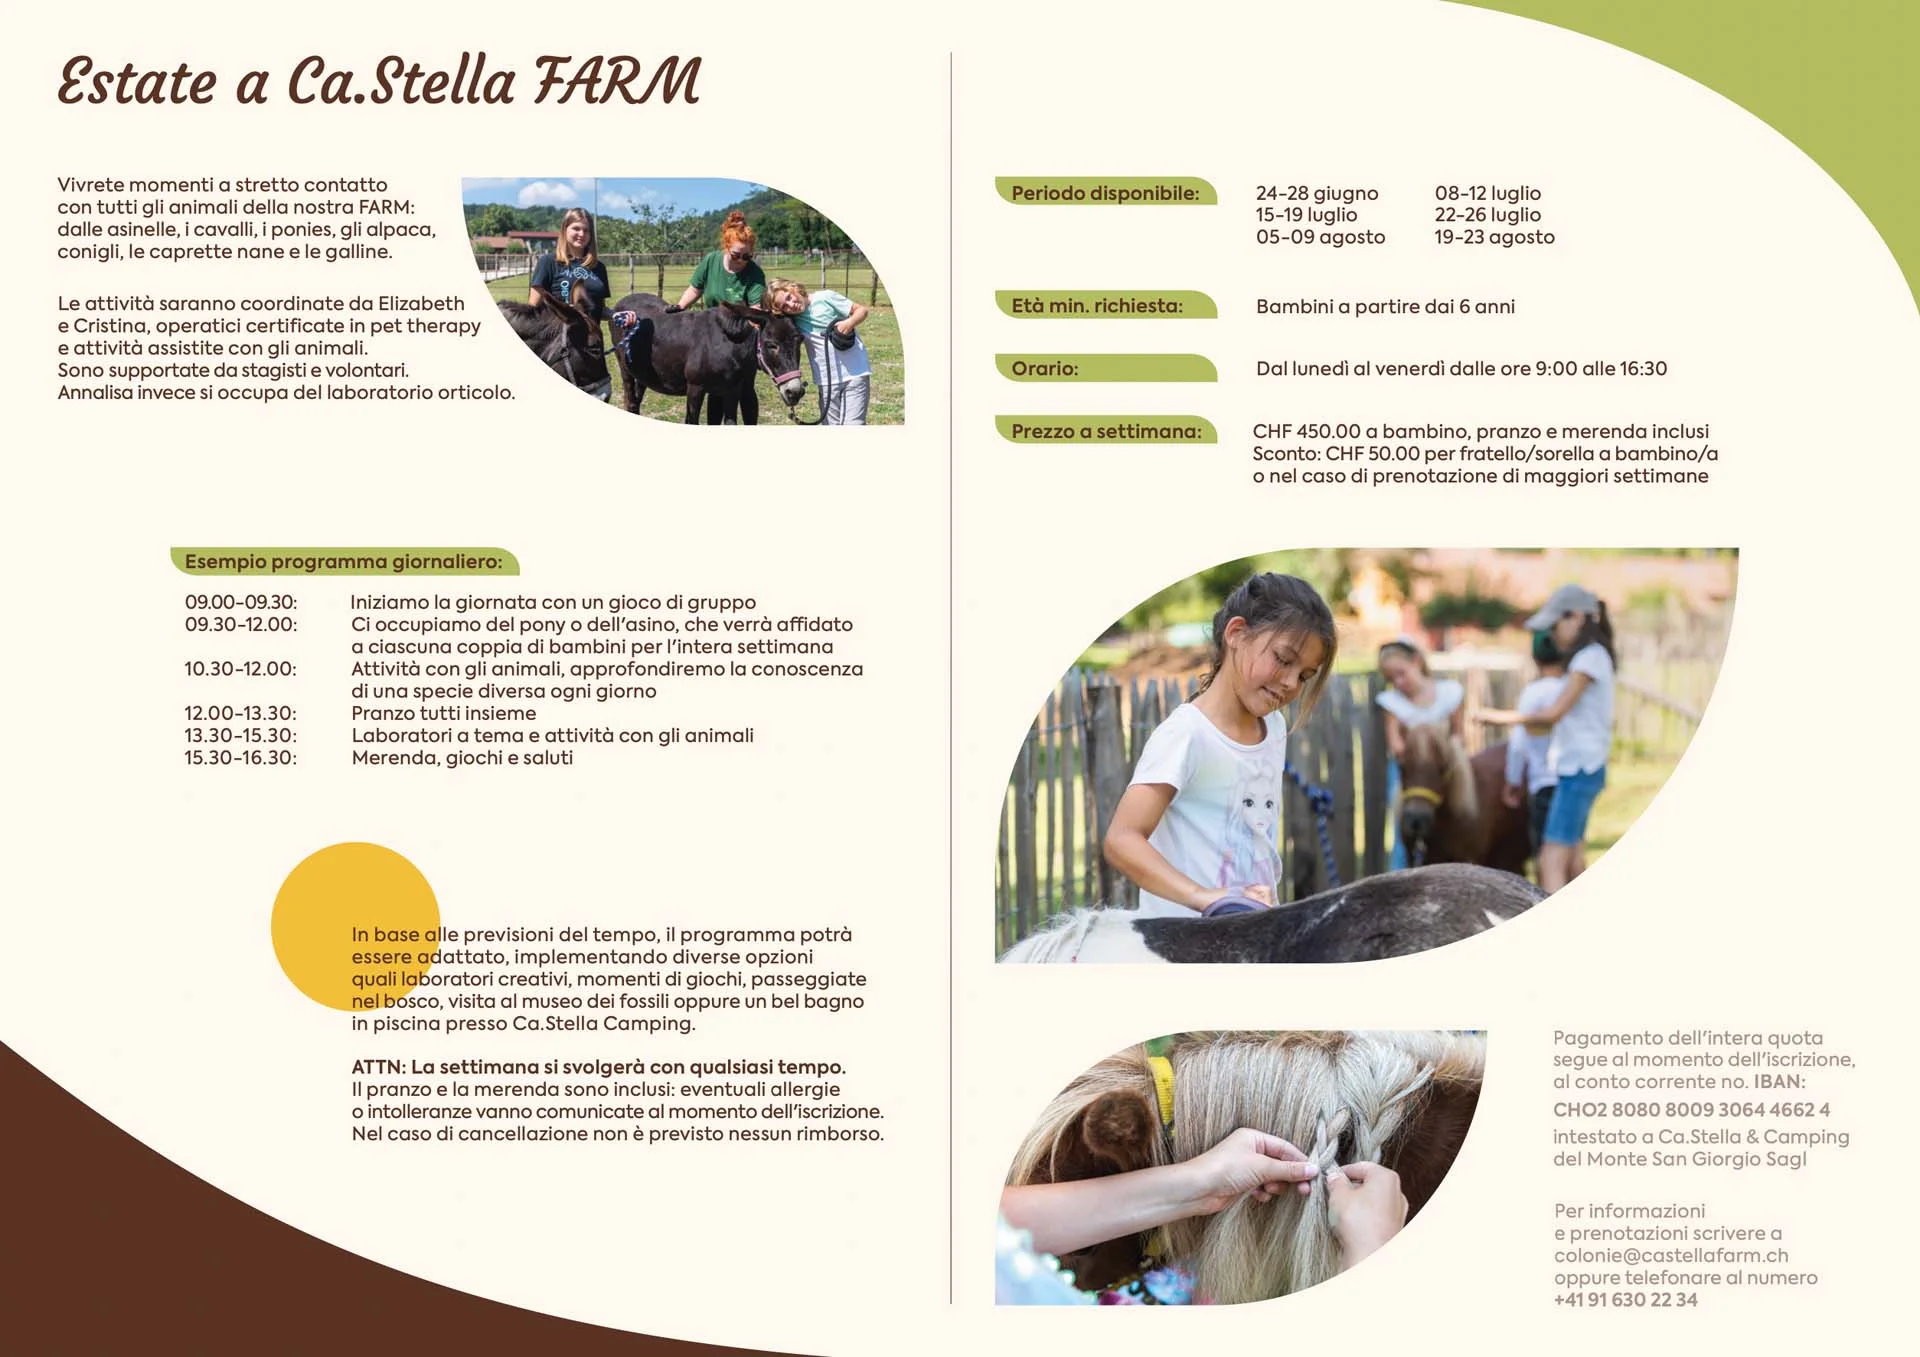 Estate a Ca.Stella FARM
Vivrete momenti a stretto contatto
con tutti gli animali della nostra FARM:
dalle asinelle, i cavalli, i ponies, gli alpaca,
conigli, le caprette nane e le galline.
Le attività saranno coordinate da Elizabeth
e Cristina, operatici certificate in pet therapy
e attività assistite con gli animali.
Sono supportate da stagisti e volontari.
Annalisa invece si occupa del laboratorio orticolo.
Esempio programma giornaliero:
09.00-09.30: Iniziamo la giornata con un gioco di gruppo
09.30-12.00: Ci occupiamo del pony o dell'asino, che verrà affidato
a ciascuna coppia di bambini per l'intera settimana
10.30-12.00: Attività con gli animali, approfondiremo la conoscenza
di una specie diversa ogni giorno
12.00-13.30: Pranzo tutti insieme
13.30-15.30: Laboratori a tema e attività con gli animali
15.30-16.30: Merenda, giochi e saluti
In base alle previsioni del tempo, il programma potrà
essere adattato, implementando diverse opzioni
quali laboratori creativi, momenti di giochi, passeggiate
nel bosco, visita al museo dei fossili oppure un bel bagno
in piscina presso Ca.Stella Camping.
ATTN: La settimana si svolgerà con qualsiasi tempo.
Il pranzo e la merenda sono inclusi: eventuali allergie
o intolleranze vanno comunicate al momento dell'iscrizione.
Nel caso di cancellazione non è previsto nessun rimborso.
Periodo disponibile: 24-28 giugno 08-12 luglio
15-19 luglio 22-26 luglio
05-09 agosto 19-23 agosto
Età min. richiesta: Bambini a partire dai 6 anni
Orario: Dal lunedì al venerdì dalle ore 9:00 alle 16:30
Prezzo a settimana: CHF 450.00 a bambino, pranzo e merenda inclusi
Sconto: CHF 50.00 per fratello/sorella a bambino/a
o nel caso di prenotazione di maggiori settimane
Pagamento dell'intera quota
segue al momento dell'iscrizione,
al conto corrente no. IBAN:
CHO2 8080 8009 3064 4662 4
intestato a Ca.Stella & Camping
del Monte San Giorgio Sagl
Per informazioni
e prenotazioni scrivere a
colonie@castellafarm.ch
oppure telefonare al numero
+41 91 630 22 34